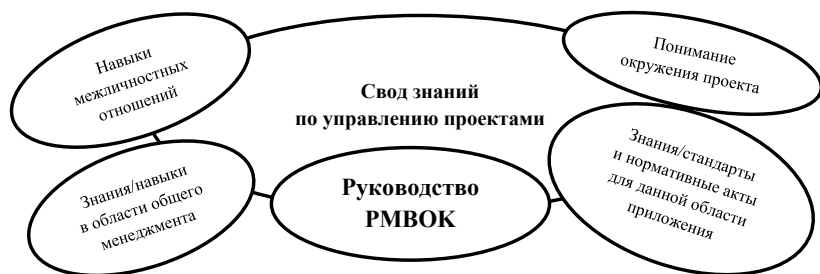 Навыки
межличностных
отношений
Понимание
окружения проекта
Свод знаний
по управлению проектами
Знания/навыки
в области общего
менеджмента
Руководство
PMBOK
Знания/стандарты
и нормативные акты
для данной области
приложения